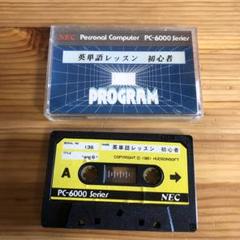 NEC Personal Computer PC-6000 Series
英単語レッスン 初心者
PROGRAM
136
英単語レッスン 初心者
A
COPYRIGHT © 1981 HUDSONSOFT
PC-6000 Series NEC